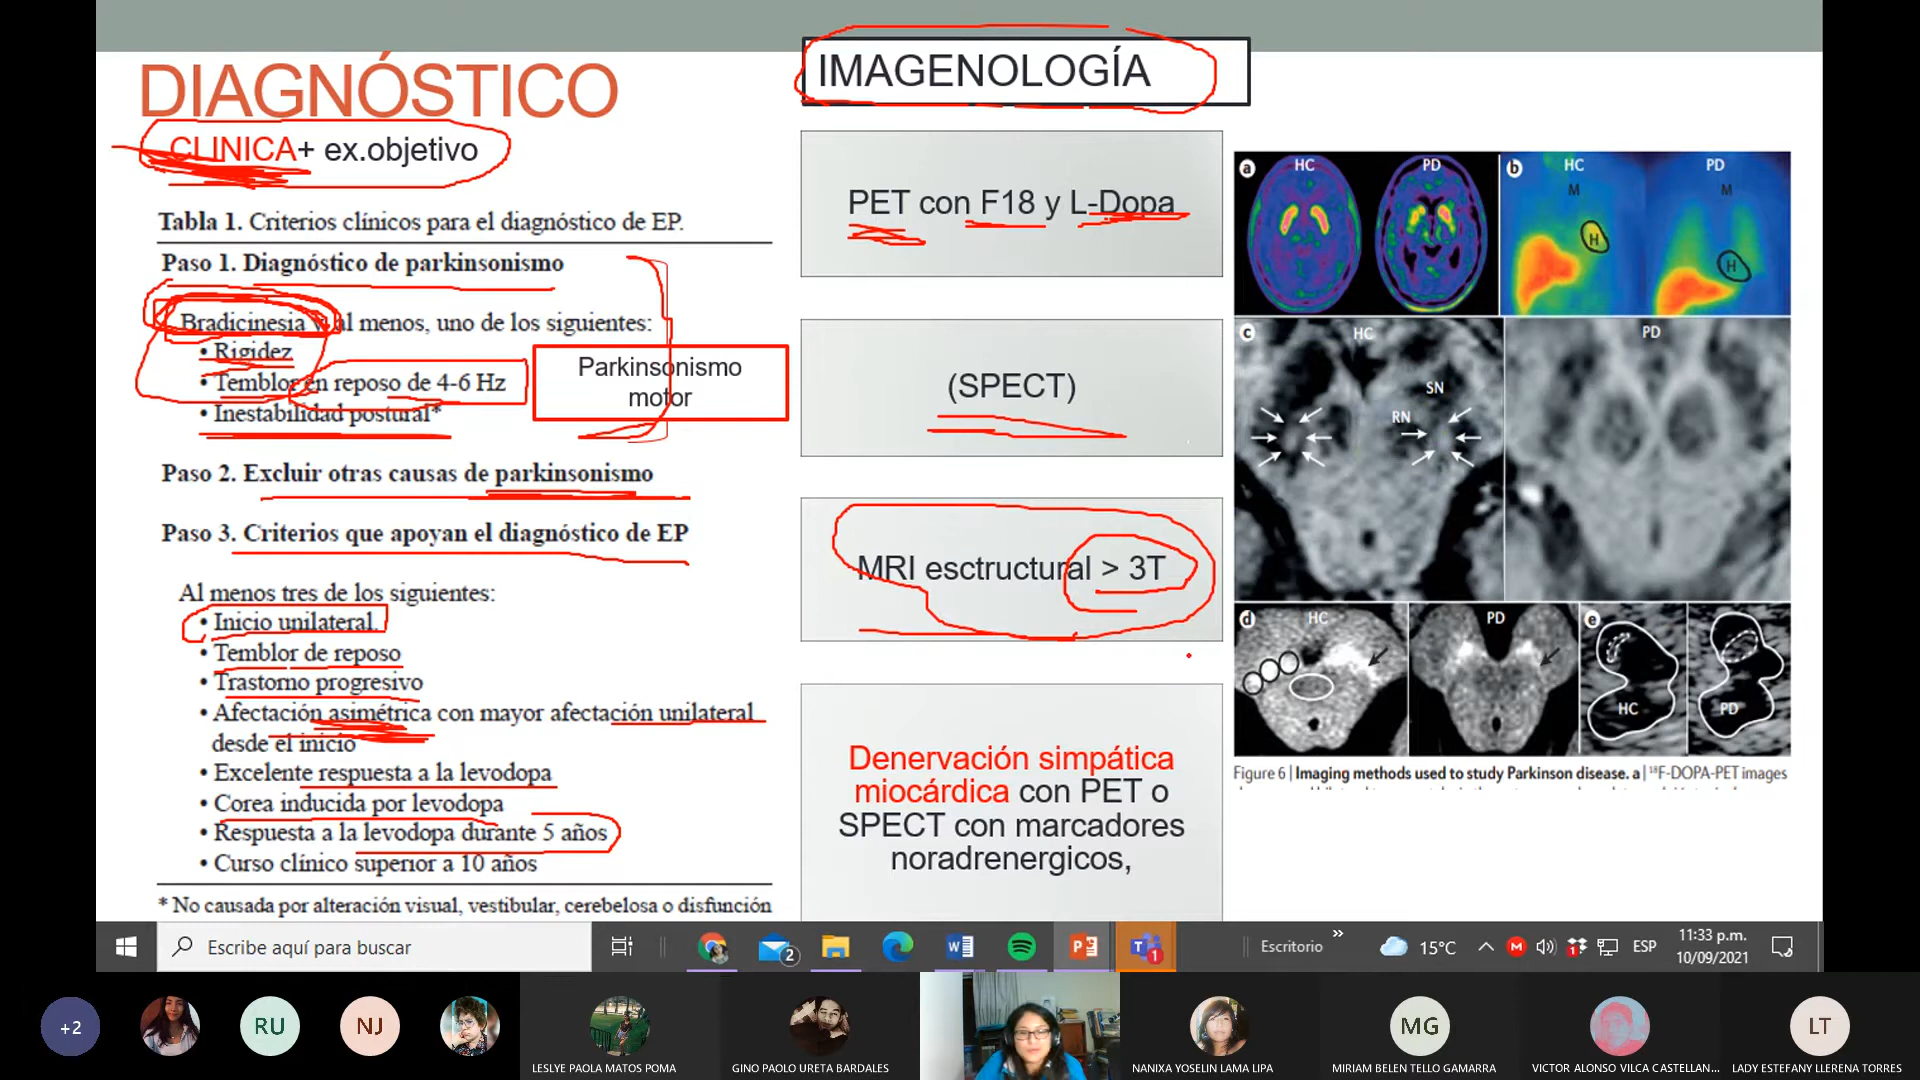 DIAGNÓSTICO
CLINICA+ ex.objetivo
Tabla 1. Criterios clínicos para el diagnóstico de EP.
Paso 1. Diagnóstico de parkinsonismo
Bradicinesia y, al menos, uno de los siguientes:
• Rigidez
• Temblor en reposo de 4-6 Hz
• Inestabilidad postural*
Parkinsonismo
motor
Paso 2. Excluir otras causas de parkinsonismo
Paso 3. Criterios que apoyan el diagnóstico de EP
Al menos tres de los siguientes:
• Inicio unilateral.
• Temblor de reposo
• Trastorno progresivo
• Afectación asimétrica con mayor afectación unilateral
desde el inicio
• Excelente respuesta a la levodopa
• Corea inducida por levodopa
• Respuesta a la levodopa durante 5 años
• Curso clínico superior a 10 años
* No causada por alteración visual, vestibular, cerebelosa o disfunción
IMAGENOLOGÍA
PET con F18 y L-Dopa
(SPECT)
MRI esctructural > 3T
Denervación simpática
miocárdica con PET o
SPECT con marcadores
noradrenergicos,
a HC PD b HC PD
M M
H H
c HC PD
SN
RN
d HC PD e
HC PD
Figure 6 | Imaging methods used to study Parkinson disease. a | ¹⁸F-DOPA-PET images
Escribe aquí para buscar
2
1
Escritorio
»
15°C
1
ESP
11:33 p.m.
10/09/2021
+2
RU
NJ
LESLYE PAOLA MATOS POMA
GINO PAOLO URETA BARDALES
NANIXA YOSELIN LAMA LIPA
MG
MIRIAM BELEN TELLO GAMARRA
VICTOR ALONSO VILCA CASTELLAN...
LT
LADY ESTEFANY LLERENA TORRES